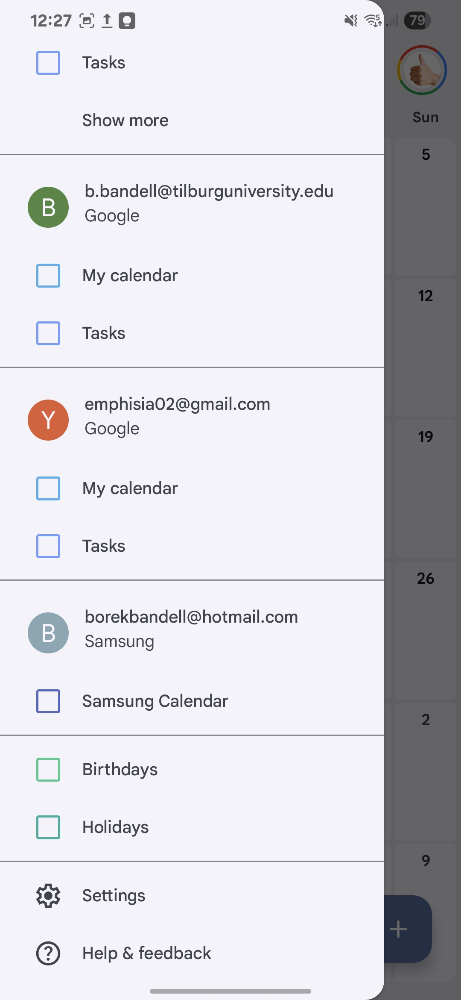 12:27
5
79
Tasks
Show more
Sun
5
B
b.bandell@tilburguniversity.edu
Google
My calendar
12
Tasks
Y
emphisia02@gmail.com
Google
19
My calendar
Tasks
26
B
borekbandell@hotmail.com
Samsung
Samsung Calendar
2
Birthdays
Holidays
9
Settings
Help & feedback